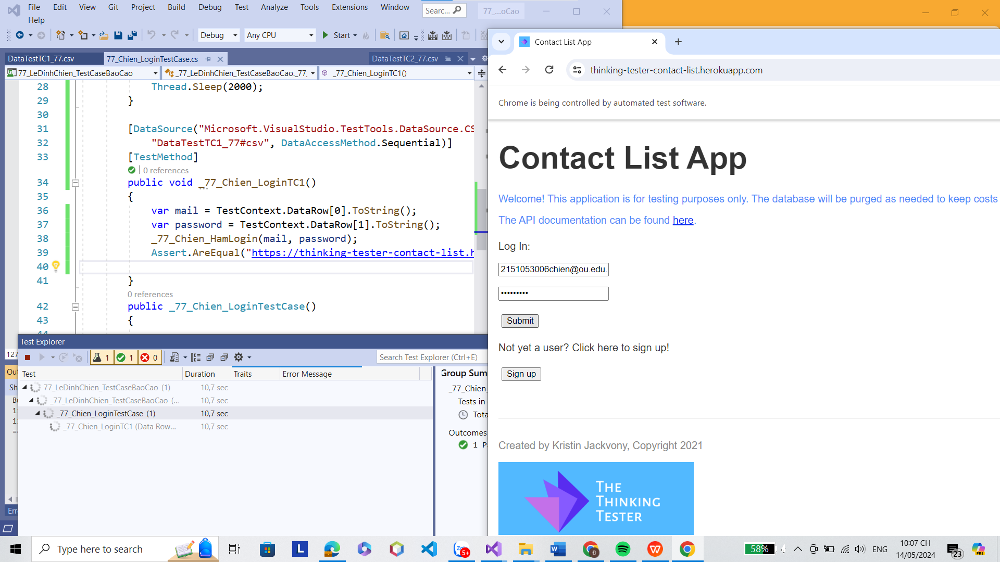 File Edit View Git Project Build Debug Test Analyze Tools Extensions Window
Help
Searc...
77_...oCao
Debug Any CPU Start
DataTestTC1_77.csv 77_Chien_LoginTestCase.cs DataTestTC2_77.csv
77_LeDinhChien_TestCaseBaoCao _77_LeDinhChien_TestCaseBaoCao._77_ _77_Chien_LoginTC1()
28 Thread.Sleep(2000);
29 }
30
31 [DataSource("Microsoft.VisualStudio.TestTools.DataSource.CS
32 "DataTestTC1_77#csv", DataAccessMethod.Sequential)]
33 [TestMethod]
0 references
34 public void _77_Chien_LoginTC1()
35 {
36 var mail = TestContext.DataRow[0].ToString();
37 var password = TestContext.DataRow[1].ToString();
38 _77_Chien_HamLogin(mail, password);
39 Assert.AreEqual("https://thinking-tester-contact-list.h
40
41 }
0 references
42 public _77_Chien_LoginTestCase()
43 {
44
127
Out
Sh
B
1
1
==
Err
Test Explorer
1 1 0
Search Test Explorer (Ctrl+E)
Test Duration Traits Error Message
77_LeDinhChien_TestCaseBaoCao (1) 10,7 sec
_77_LeDinhChien_TestCaseBaoCao (... 10,7 sec
_77_Chien_LoginTestCase (1) 10,7 sec
_77_Chien_LoginTC1 (Data Row... 10,7 sec
Group Sum
_77_Chien_
Tests in
Tota
Outcomes
1 P
Contact List App
thinking-tester-contact-list.herokuapp.com
Chrome is being controlled by automated test software.
Contact List App
Welcome! This application is for testing purposes only. The database will be purged as needed to keep costs
The API documentation can be found here.
Log In:
2151053006chien@ou.edu.
•••••••••
Submit
Not yet a user? Click here to sign up!
Sign up
Created by Kristin Jackvony, Copyright 2021
THE
THINKING
TESTER
Type here to search
L
5+
58%
ENG
10:07 CH
14/05/2024
23
PRE